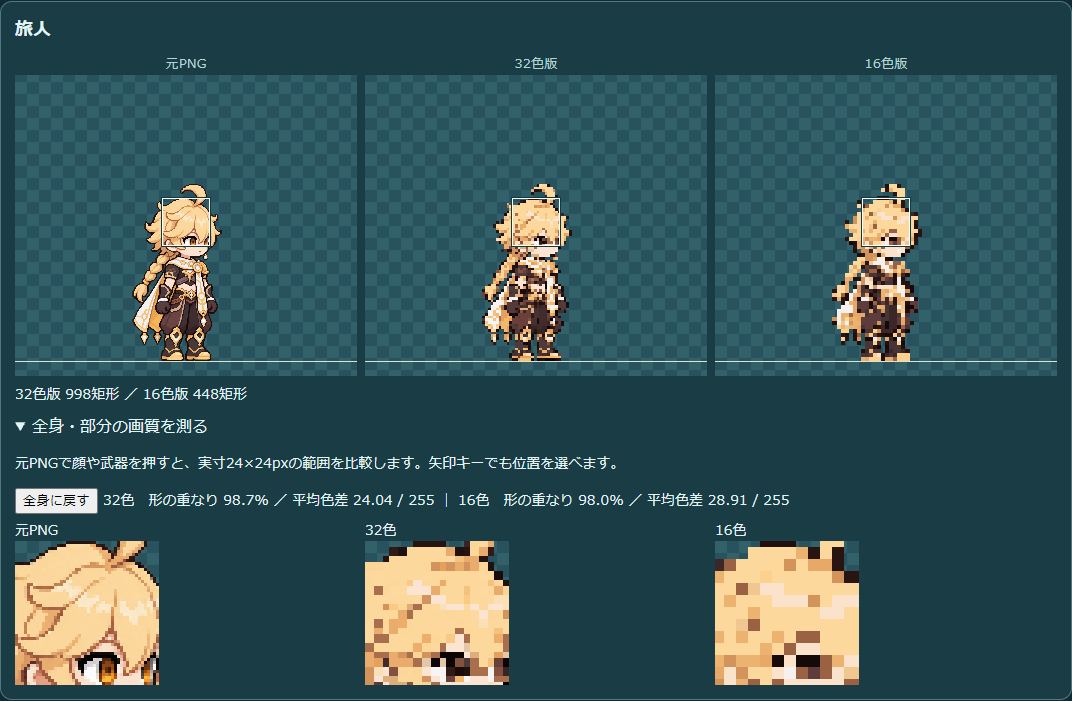 旅人
元PNG 32色版 16色版
32色版 998矩形 ／ 16色版 448矩形
▼ 全身・部分の画質を測る
元PNGで顔や武器を押すと、実寸24×24pxの範囲を比較します。矢印キーでも位置を選べます。
全身に戻す 32色　形の重なり 98.7% ／ 平均色差 24.04 / 255 ｜ 16色　形の重なり 98.0% ／ 平均色差 28.91 / 255
元PNG 32色 16色